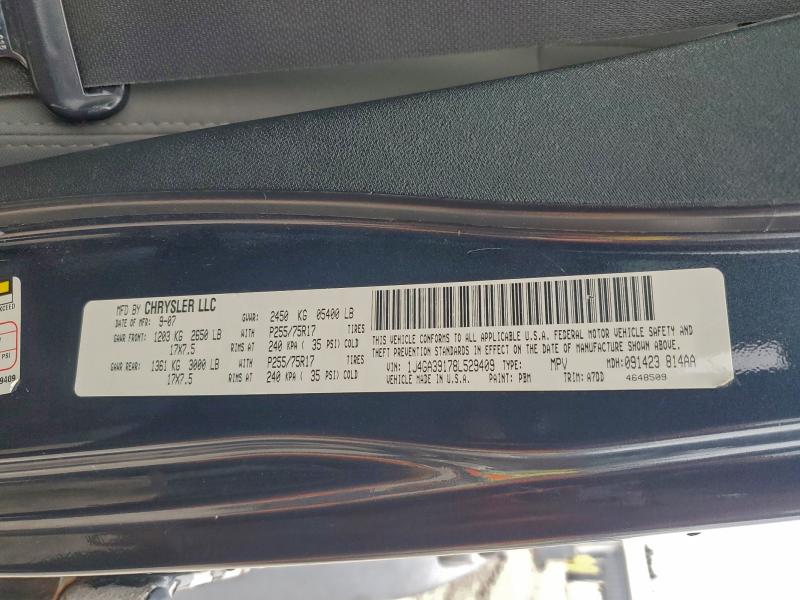 MFD BY CHRYSLER LLC
DATE OF MFR: 9-07
GVWR: 2450 KG 05400 LB
GAWR FRONT: 1203 KG 2650 LB WITH P255/75R17 TIRES
17X7.5 RIMS AT 240 KPA ( 35 PSI) COLD
GAWR REAR: 1361 KG 3000 LB WITH P255/75R17 TIRES
17X7.5 RIMS AT 240 KPA ( 35 PSI) COLD
THIS VEHICLE CONFORMS TO ALL APPLICABLE U.S.A. FEDERAL MOTOR VEHICLE SAFETY AND
THEFT PREVENTION STANDARDS IN EFFECT ON THE DATE OF MANUFACTURE SHOWN ABOVE.
VIN: 1J4GA39178L529409 TYPE: MPV MDH: 091423 814AA
VEHICLE MADE IN U.S.A. PAINT: PBM TRIM: A7DD 4648509
EXCEED
PSI
9409